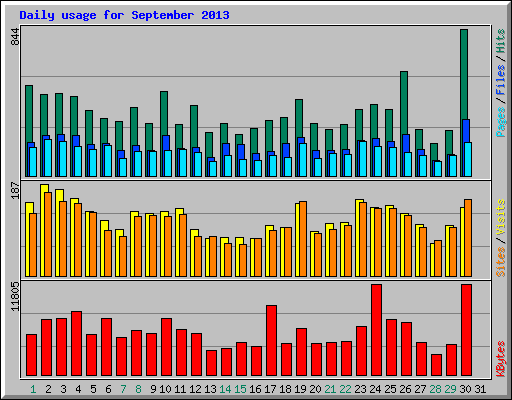 Daily usage for September 2013
844
Pages / Files / Hits
187
Sites / Visits
11805
KBytes
1 2 3 4 5 6 7 8 9 10 11 12 13 14 15 16 17 18 19 20 21 22 23 24 25 26 27 28 29 30 31